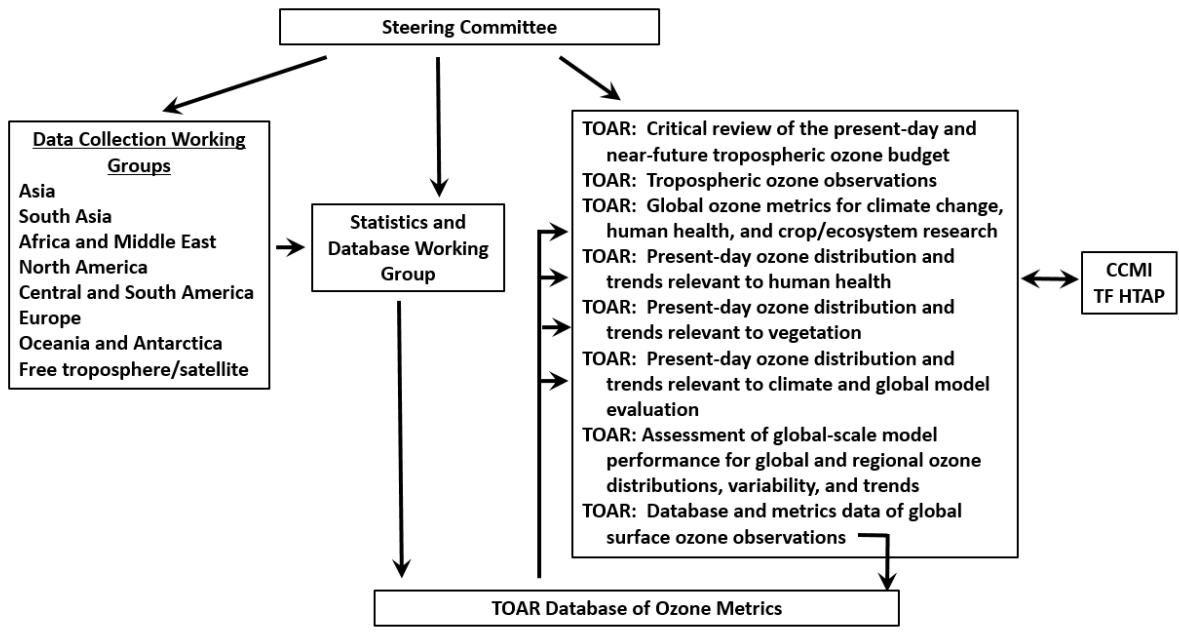 Steering Committee
Data Collection Working
Groups
Asia
South Asia
Africa and Middle East
North America
Central and South America
Europe
Oceania and Antarctica
Free troposphere/satellite
Statistics and
Database Working
Group
TOAR: Critical review of the present-day and
near-future tropospheric ozone budget
TOAR: Tropospheric ozone observations
TOAR: Global ozone metrics for climate change,
human health, and crop/ecosystem research
TOAR: Present-day ozone distribution and
trends relevant to human health
TOAR: Present-day ozone distribution and
trends relevant to vegetation
TOAR: Present-day ozone distribution and
trends relevant to climate and global model
evaluation
TOAR: Assessment of global-scale model
performance for global and regional ozone
distributions, variability, and trends
TOAR: Database and metrics data of global
surface ozone observations
CCMI
TF HTAP
TOAR Database of Ozone Metrics